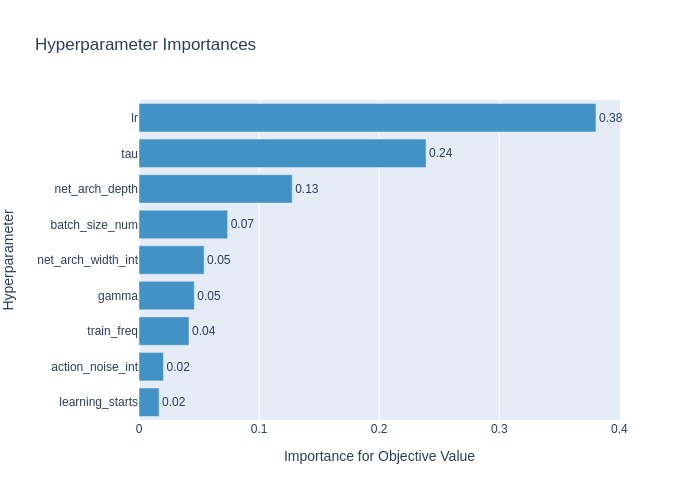 Hyperparameter Importances
Hyperparameter
lr 0.38
tau 0.24
net_arch_depth 0.13
batch_size_num 0.07
net_arch_width_int 0.05
gamma 0.05
train_freq 0.04
action_noise_int 0.02
learning_starts 0.02
0 0.1 0.2 0.3 0.4
Importance for Objective Value